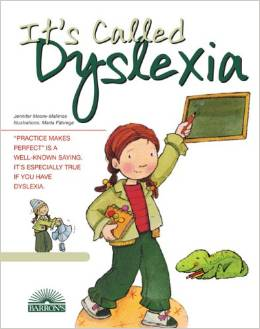 It's Called
Dyslexia
Jennifer Moore-Mallinos
Illustrations: Marta Fàbrega
"PRACTICE MAKES
PERFECT" IS A
WELL-KNOWN SAYING.
IT'S ESPECIALLY TRUE
IF YOU HAVE
DYSLEXIA.
BARRON'S